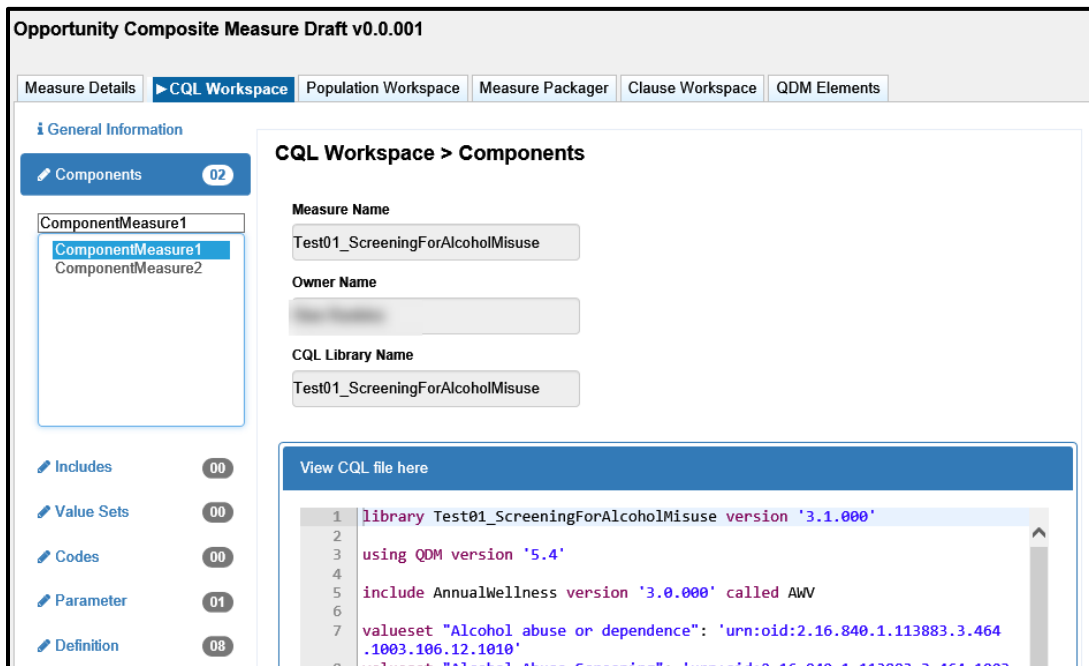 Opportunity Composite Measure Draft v0.0.001
Measure Details ▶CQL Workspace Population Workspace Measure Packager Clause Workspace QDM Elements
General Information
Components 02
ComponentMeasure1
ComponentMeasure1
ComponentMeasure2
Includes 00
Value Sets 00
Codes 00
Parameter 01
Definition 08
CQL Workspace > Components
Measure Name
Test01_ScreeningForAlcoholMisuse
Owner Name
CQL Library Name
Test01_ScreeningForAlcoholMisuse
View CQL file here
1 library Test01_ScreeningForAlcoholMisuse version '3.1.000'
2
3 using QDM version '5.4'
4
5 include AnnualWellness version '3.0.000' called AWV
6
7 valueset "Alcohol abuse or dependence": 'urn:oid:2.16.840.1.113883.3.464
.1003.106.12.1010'